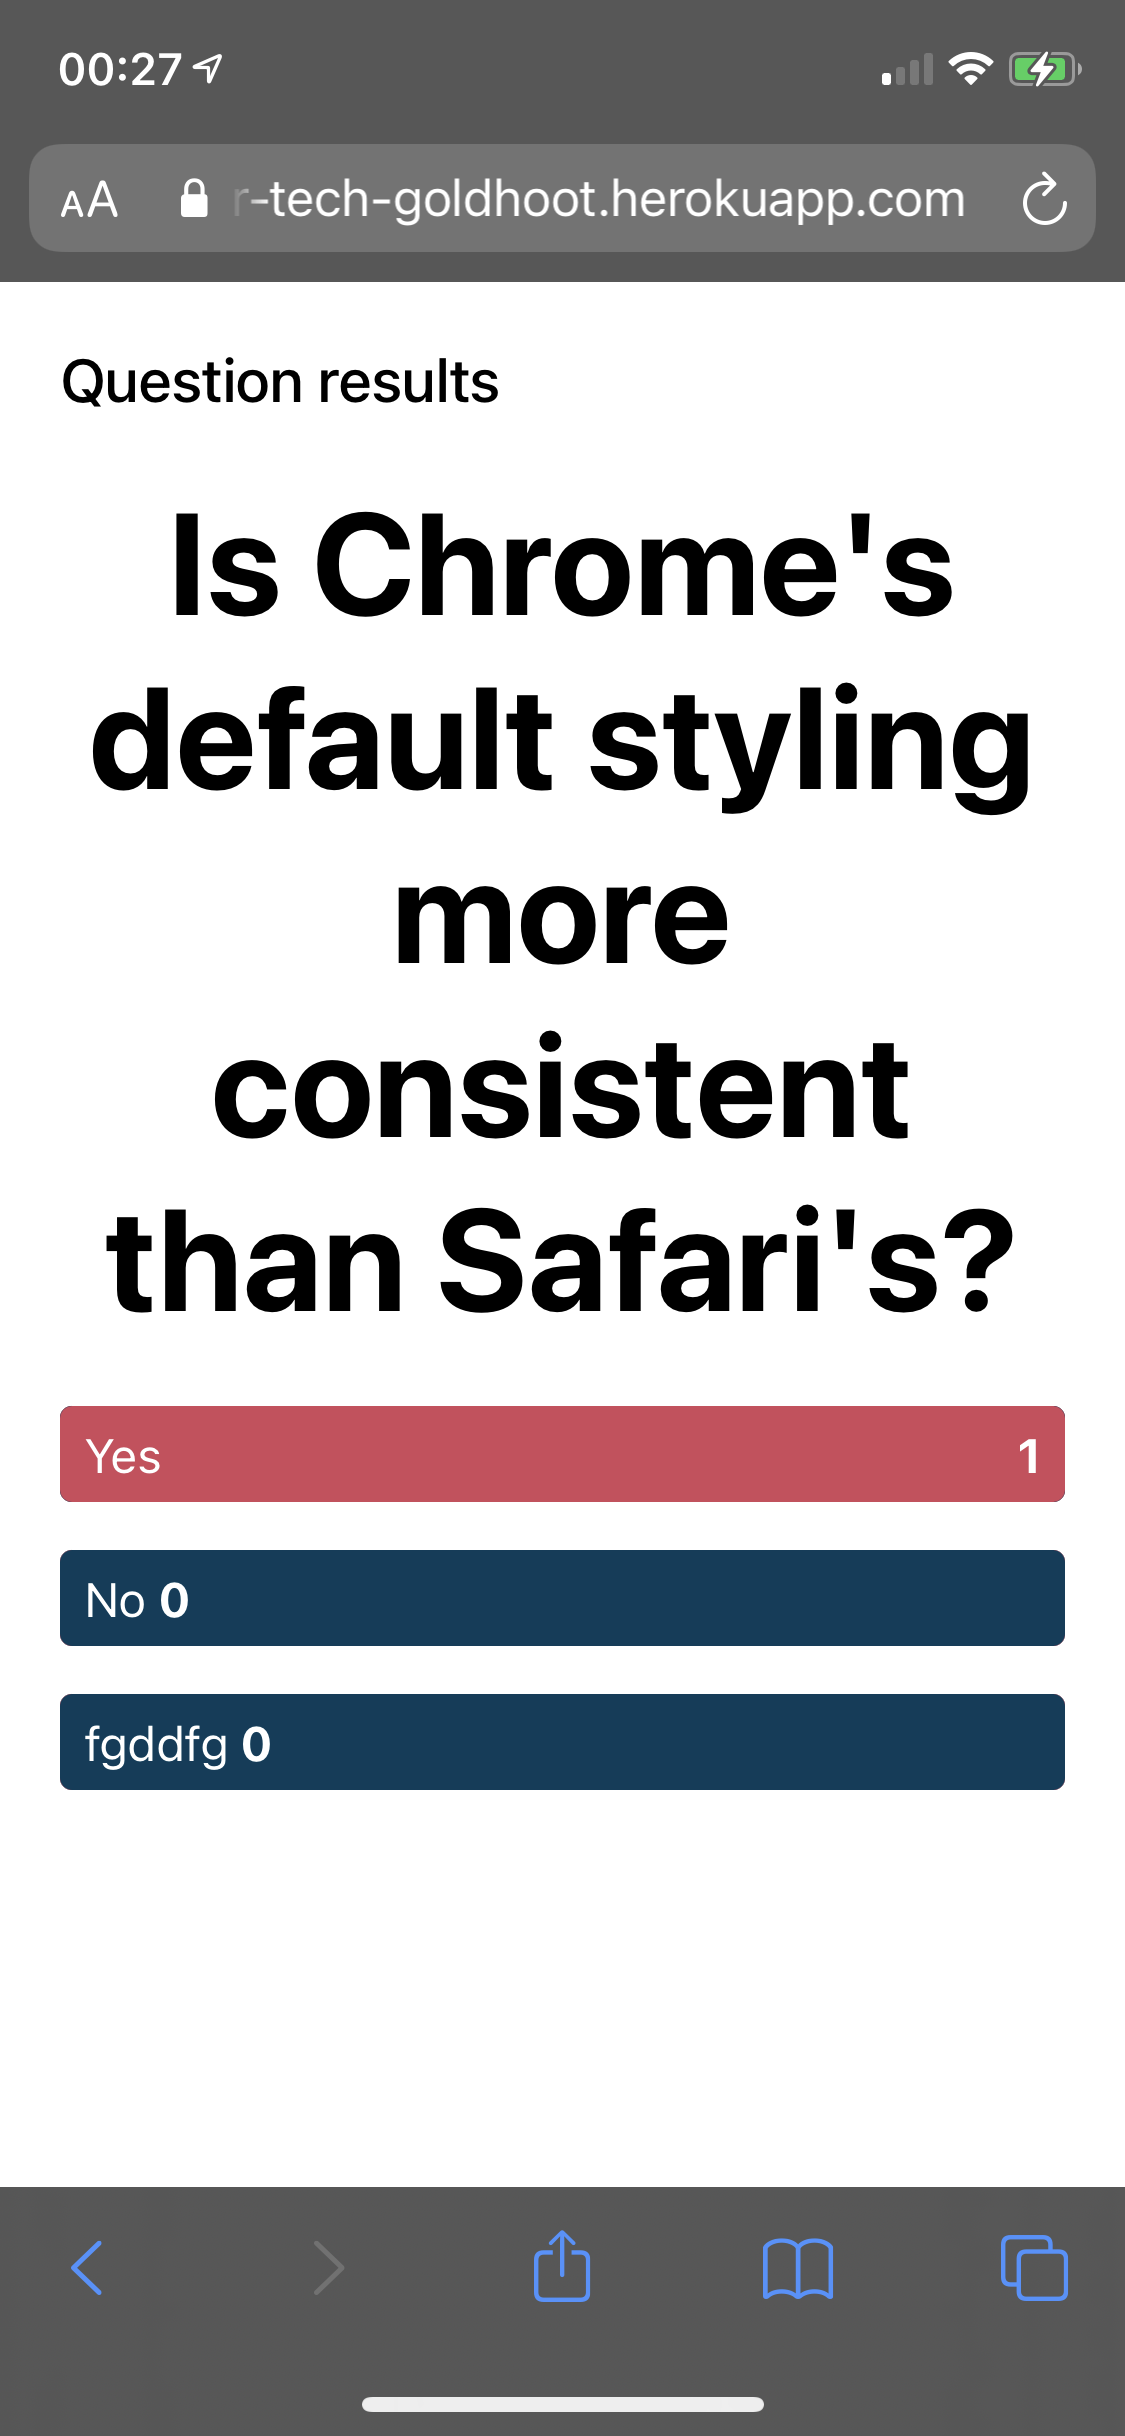 00:27
AA r-tech-goldhoot.herokuapp.com
Question results
Is Chrome's
default styling
more
consistent
than Safari's?
Yes 1
No 0
fgddfg 0